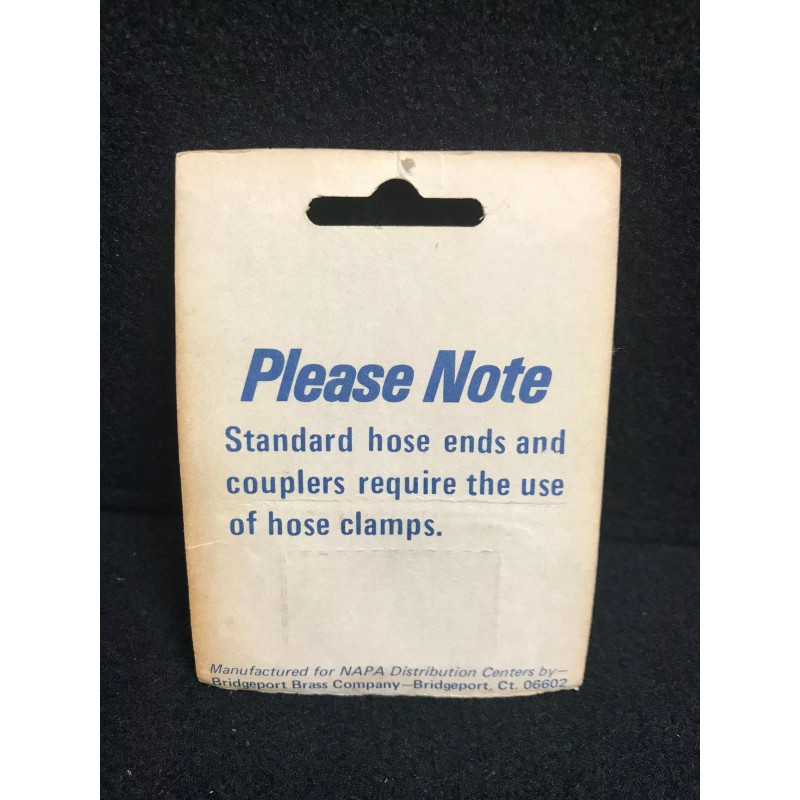 Please Note
Standard hose ends and
couplers require the use
of hose clamps.
Manufactured for NAPA Distribution Centers by—
Bridgeport Brass Company—Bridgeport, Ct. 06602